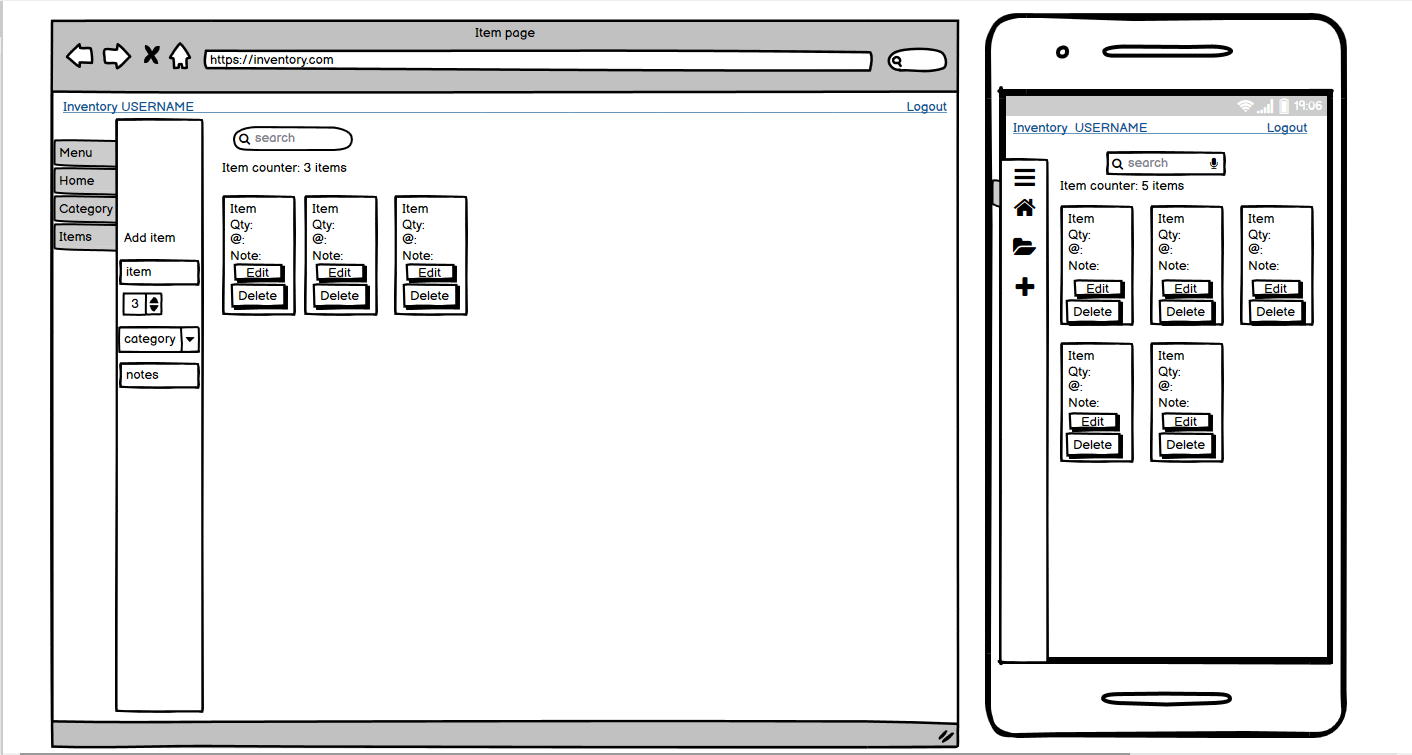 Item page
https://inventory.com
Inventory USERNAME Logout
search
Item counter: 3 items
Menu
Home
Category
Items
Add item
item
3
category
notes
Item
Qty:
@:
Note:
Edit
Delete
Item
Qty:
@:
Note:
Edit
Delete
Item
Qty:
@:
Note:
Edit
Delete
19:06
Inventory USERNAME Logout
search
Item counter: 5 items
Item
Qty:
@:
Note:
Edit
Delete
Item
Qty:
@:
Note:
Edit
Delete
Item
Qty:
@:
Note:
Edit
Delete
Item
Qty:
@:
Note:
Edit
Delete
Item
Qty:
@:
Note:
Edit
Delete